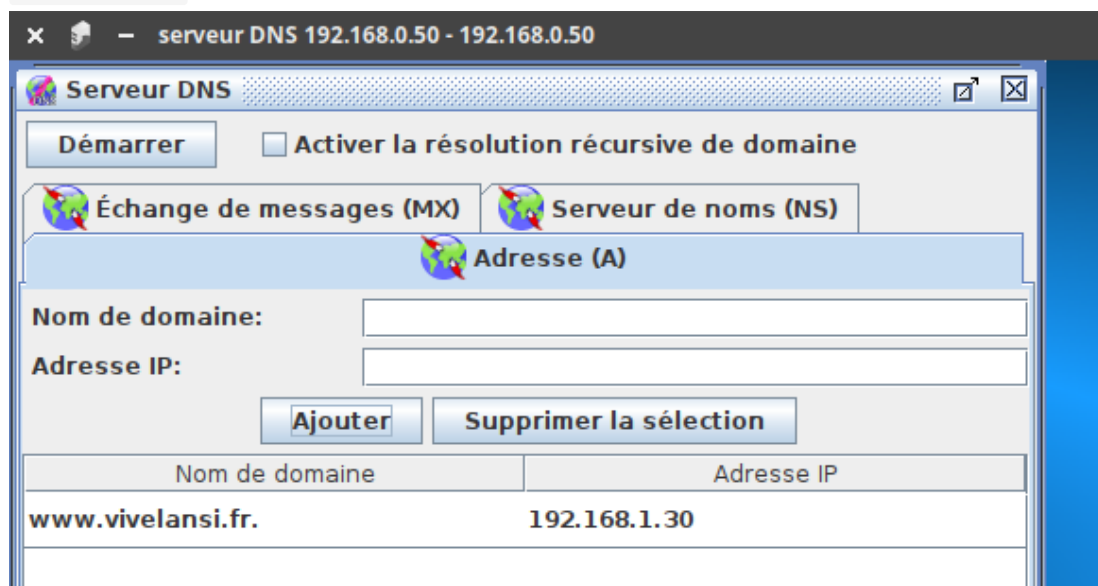 serveur DNS 192.168.0.50 - 192.168.0.50
Serveur DNS
Démarrer Activer la résolution récursive de domaine
Échange de messages (MX) Serveur de noms (NS)
Adresse (A)
Nom de domaine:
Adresse IP:
Ajouter Supprimer la sélection
Nom de domaine Adresse IP
www.vivelansi.fr. 192.168.1.30